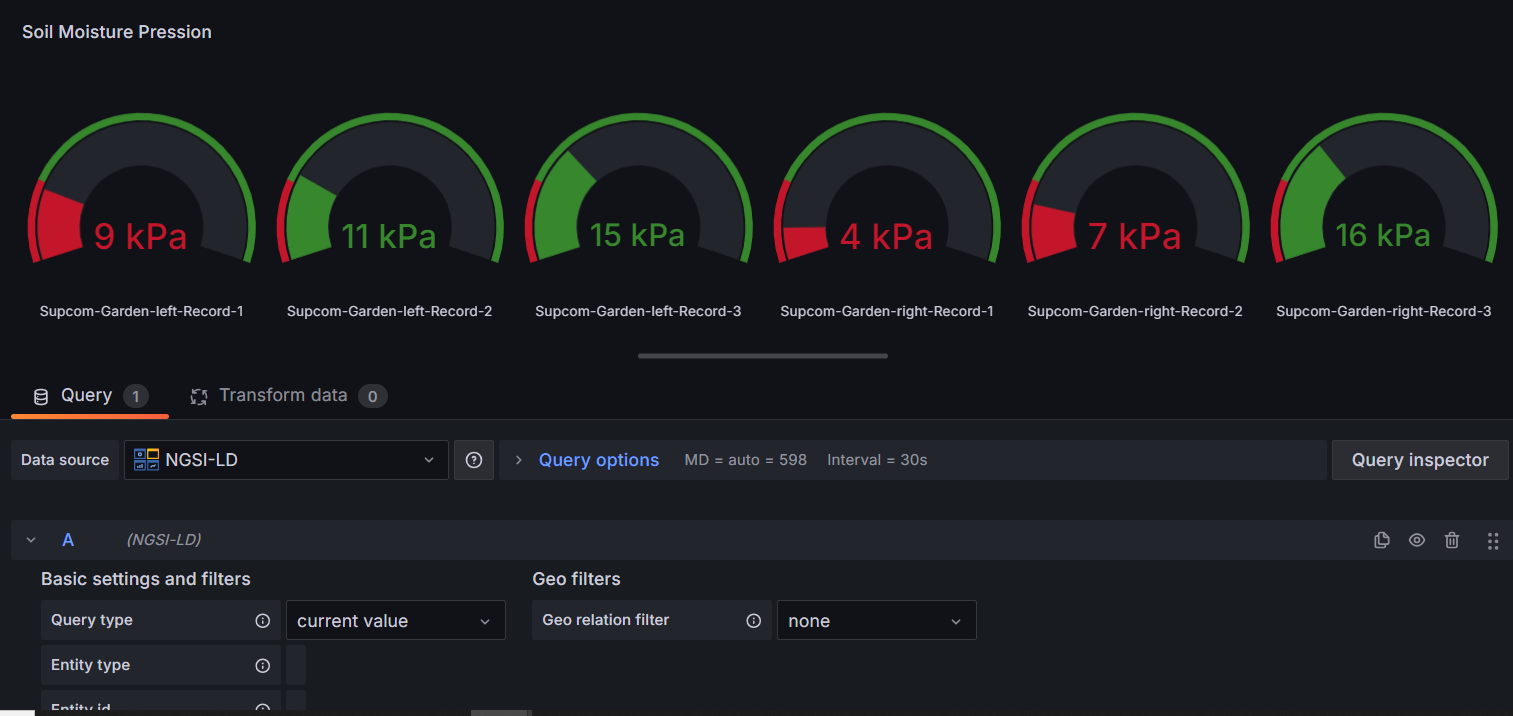 Soil Moisture Pression
9 kPa
11 kPa
15 kPa
4 kPa
7 kPa
16 kPa
Supcom-Garden-left-Record-1
Supcom-Garden-left-Record-2
Supcom-Garden-left-Record-3
Supcom-Garden-right-Record-1
Supcom-Garden-right-Record-2
Supcom-Garden-right-Record-3
Query 1 Transform data 0
Data source NGSI-LD Query options MD = auto = 598 Interval = 30s Query inspector
A (NGSI-LD)
Basic settings and filters Geo filters
Query type current value Geo relation filter none
Entity type
Entity id